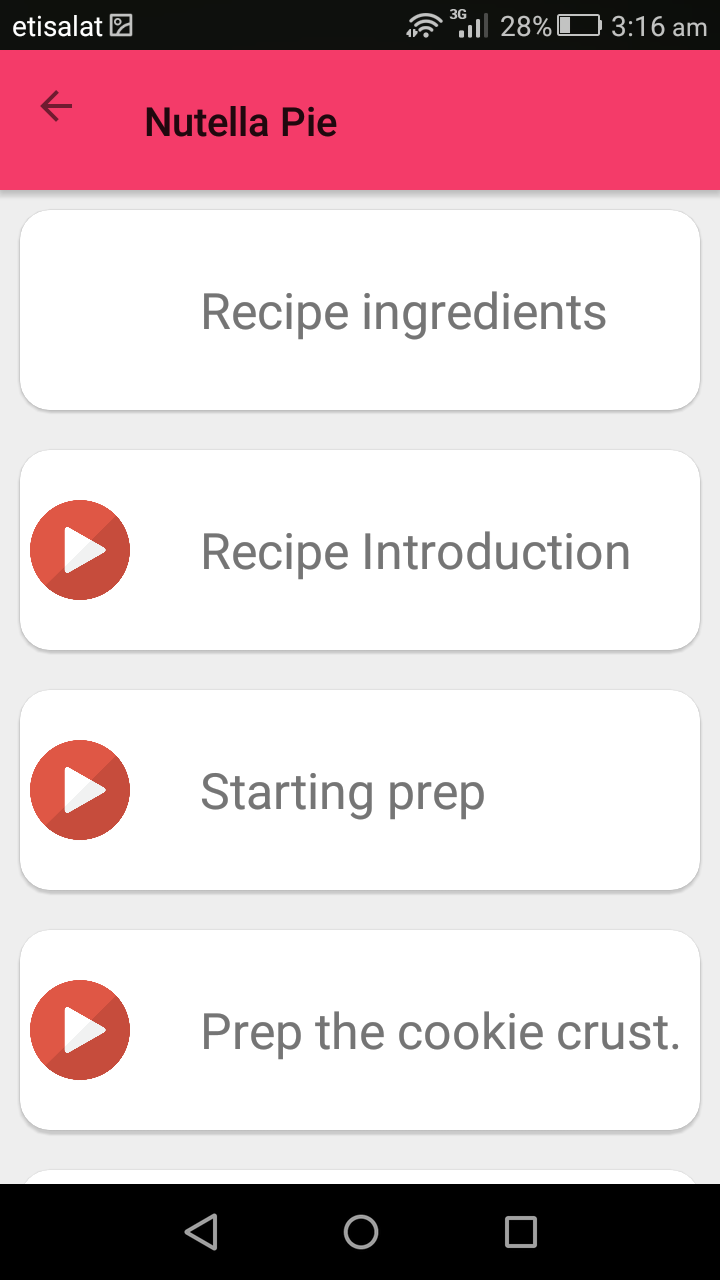 etisalat 3G 28% 3:16 am
Nutella Pie
Recipe ingredients
Recipe Introduction
Starting prep
Prep the cookie crust.